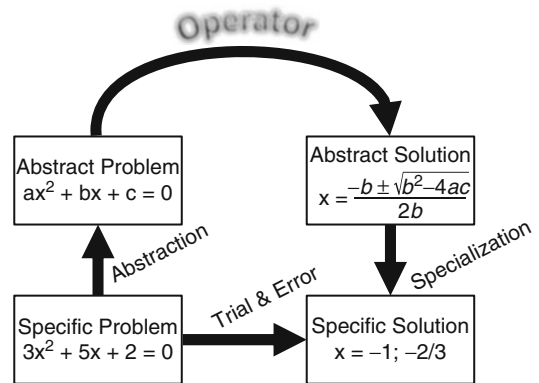 Operator
Abstract Problem
ax² + bx + c = 0
Abstract Solution
x = −b ± √b²−4ac / 2b
Abstraction
Specialization
Trial & Error
Specific Problem
3x² + 5x + 2 = 0
Specific Solution
x = −1; −2/3